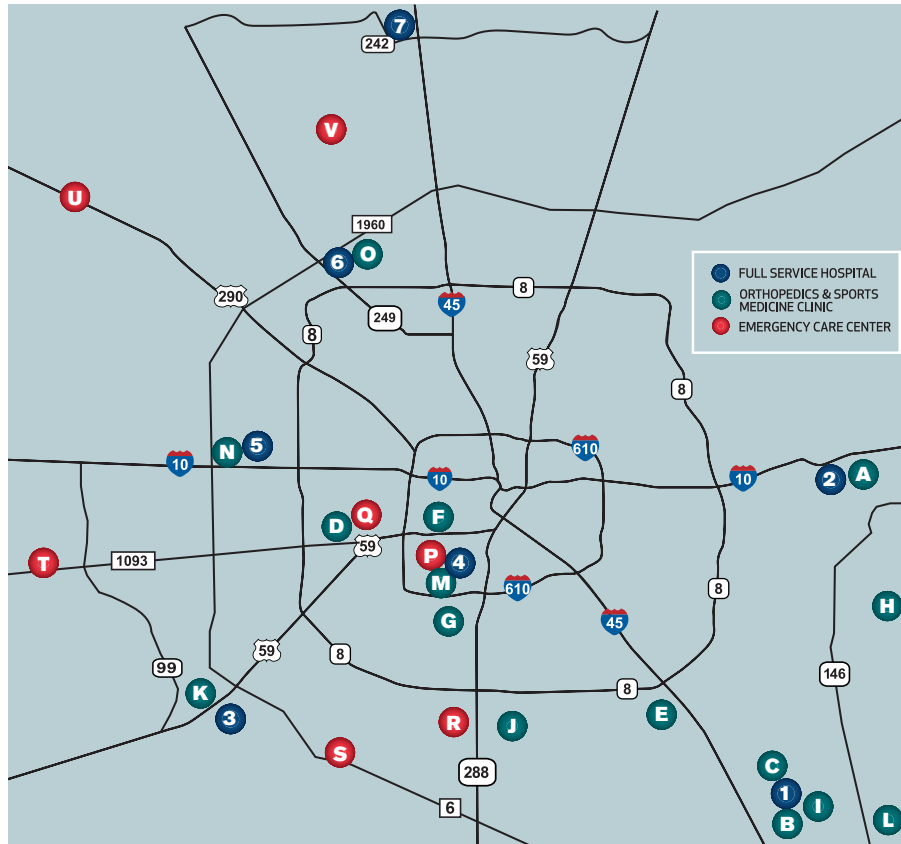 7
242
V
U
1960
6
O
FULL SERVICE HOSPITAL
ORTHOPEDICS & SPORTS
MEDICINE CLINIC
EMERGENCY CARE CENTER
290
8
45
249
8
59
8
N
5
10
610
10
10
2
A
D
Q
F
59
P
4
T
1093
M
610
8
H
G
45
59
8
99
K
3
8
146
E
R
J
S
288
C
1
I
B
L
6